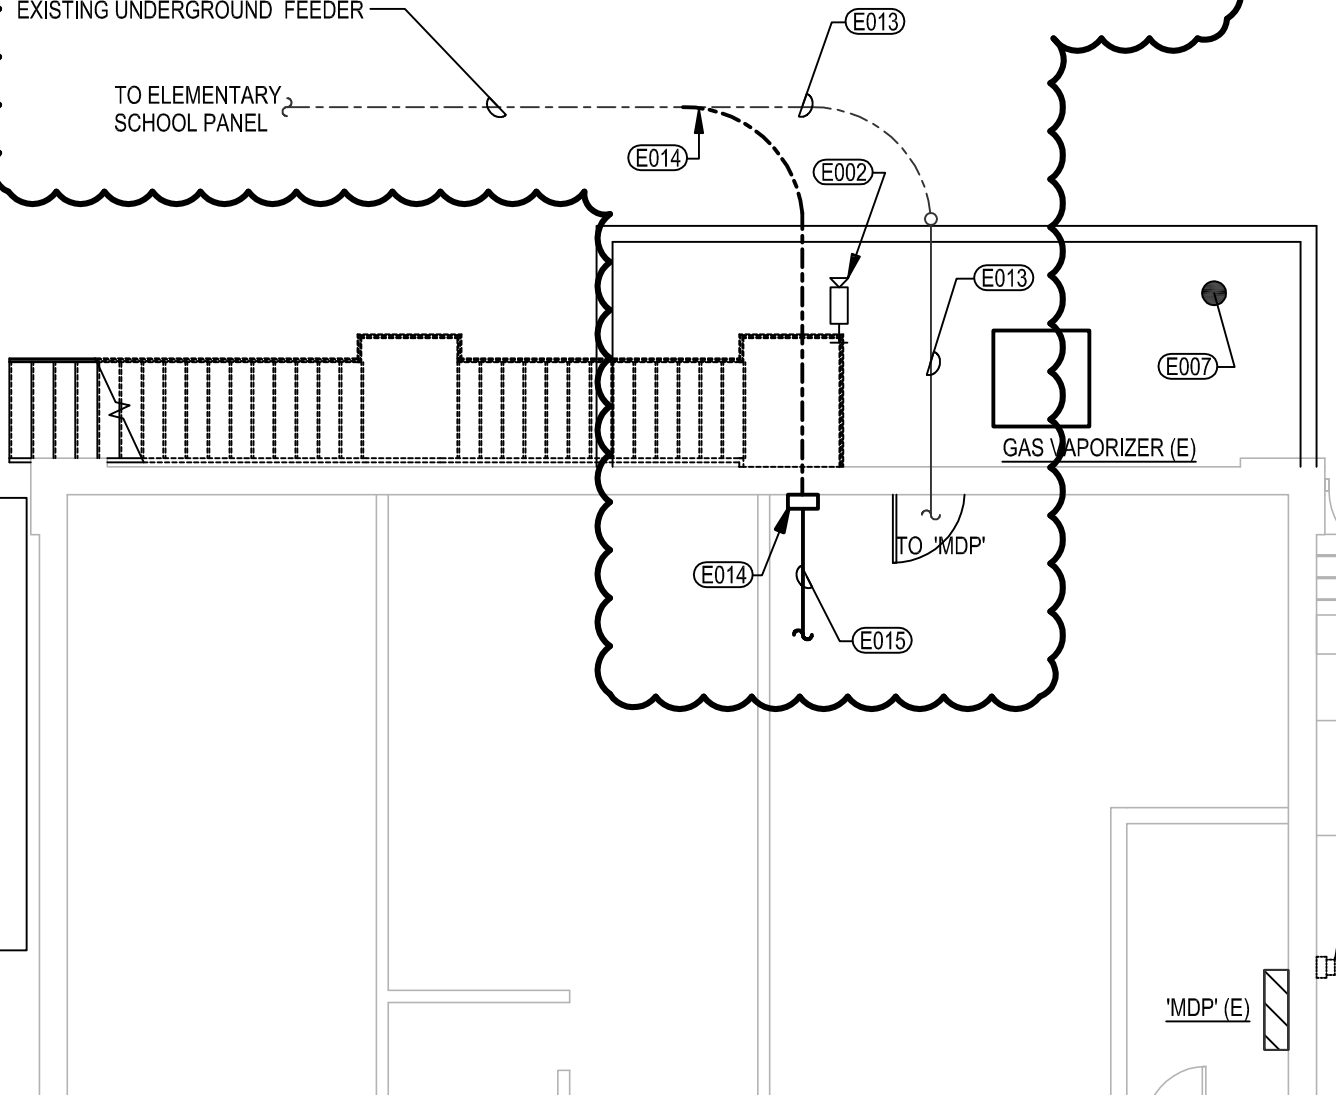 EXISTING UNDERGROUND FEEDER
E013
TO ELEMENTARY
SCHOOL PANEL
E014
E002
E013
E007
GAS VAPORIZER (E)
TO 'MDP'
E014
E015
'MDP' (E)